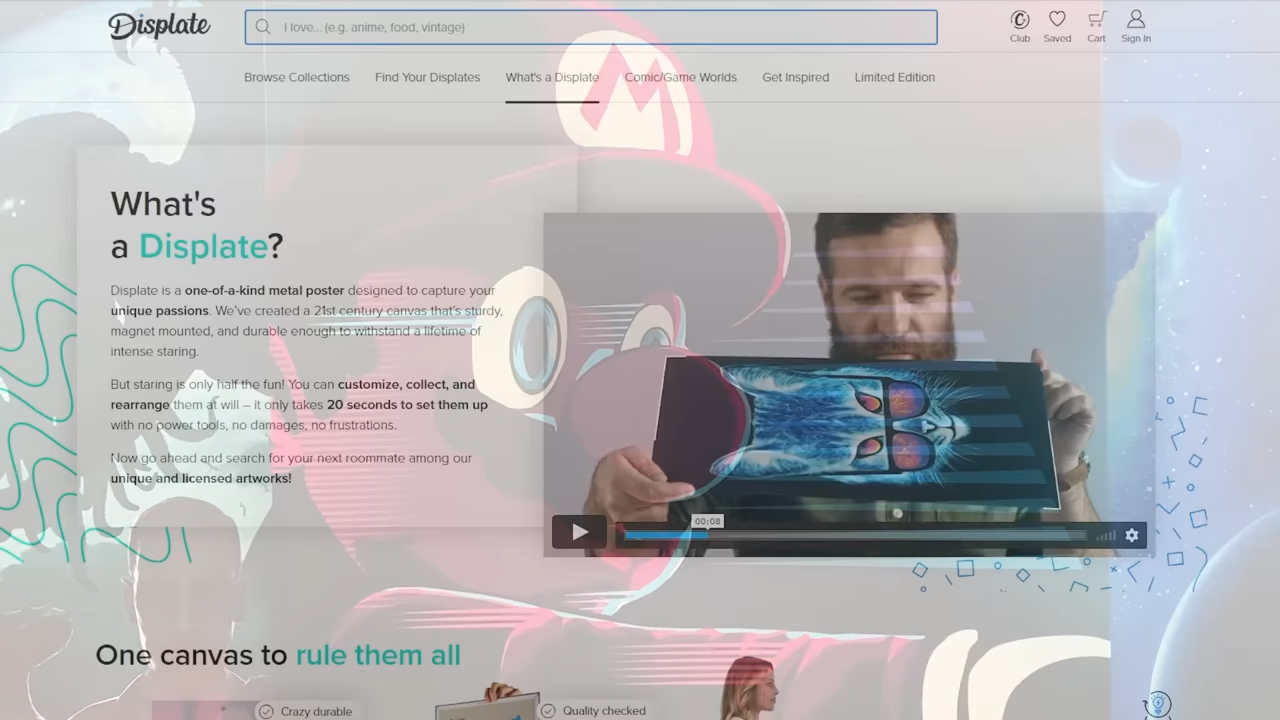 Displate
I love... (e.g. anime, food, vintage)
Club Saved Cart Sign In
Browse Collections Find Your Displates What's a Displate Comic/Game Worlds Get Inspired Limited Edition
M
What's
a Displate?
Displate is a one-of-a-kind metal poster designed to capture your
unique passions. We've created a 21st century canvas that's sturdy,
magnet mounted, and durable enough to withstand a lifetime of
intense staring.
But staring is only half the fun! You can customize, collect, and
rearrange them at will – it only takes 20 seconds to set them up
with no power tools, no damages, no frustrations.
Now go ahead and search for your next roommate among our
unique and licensed artworks!
00:08
One canvas to rule them all
Crazy durable Quality checked